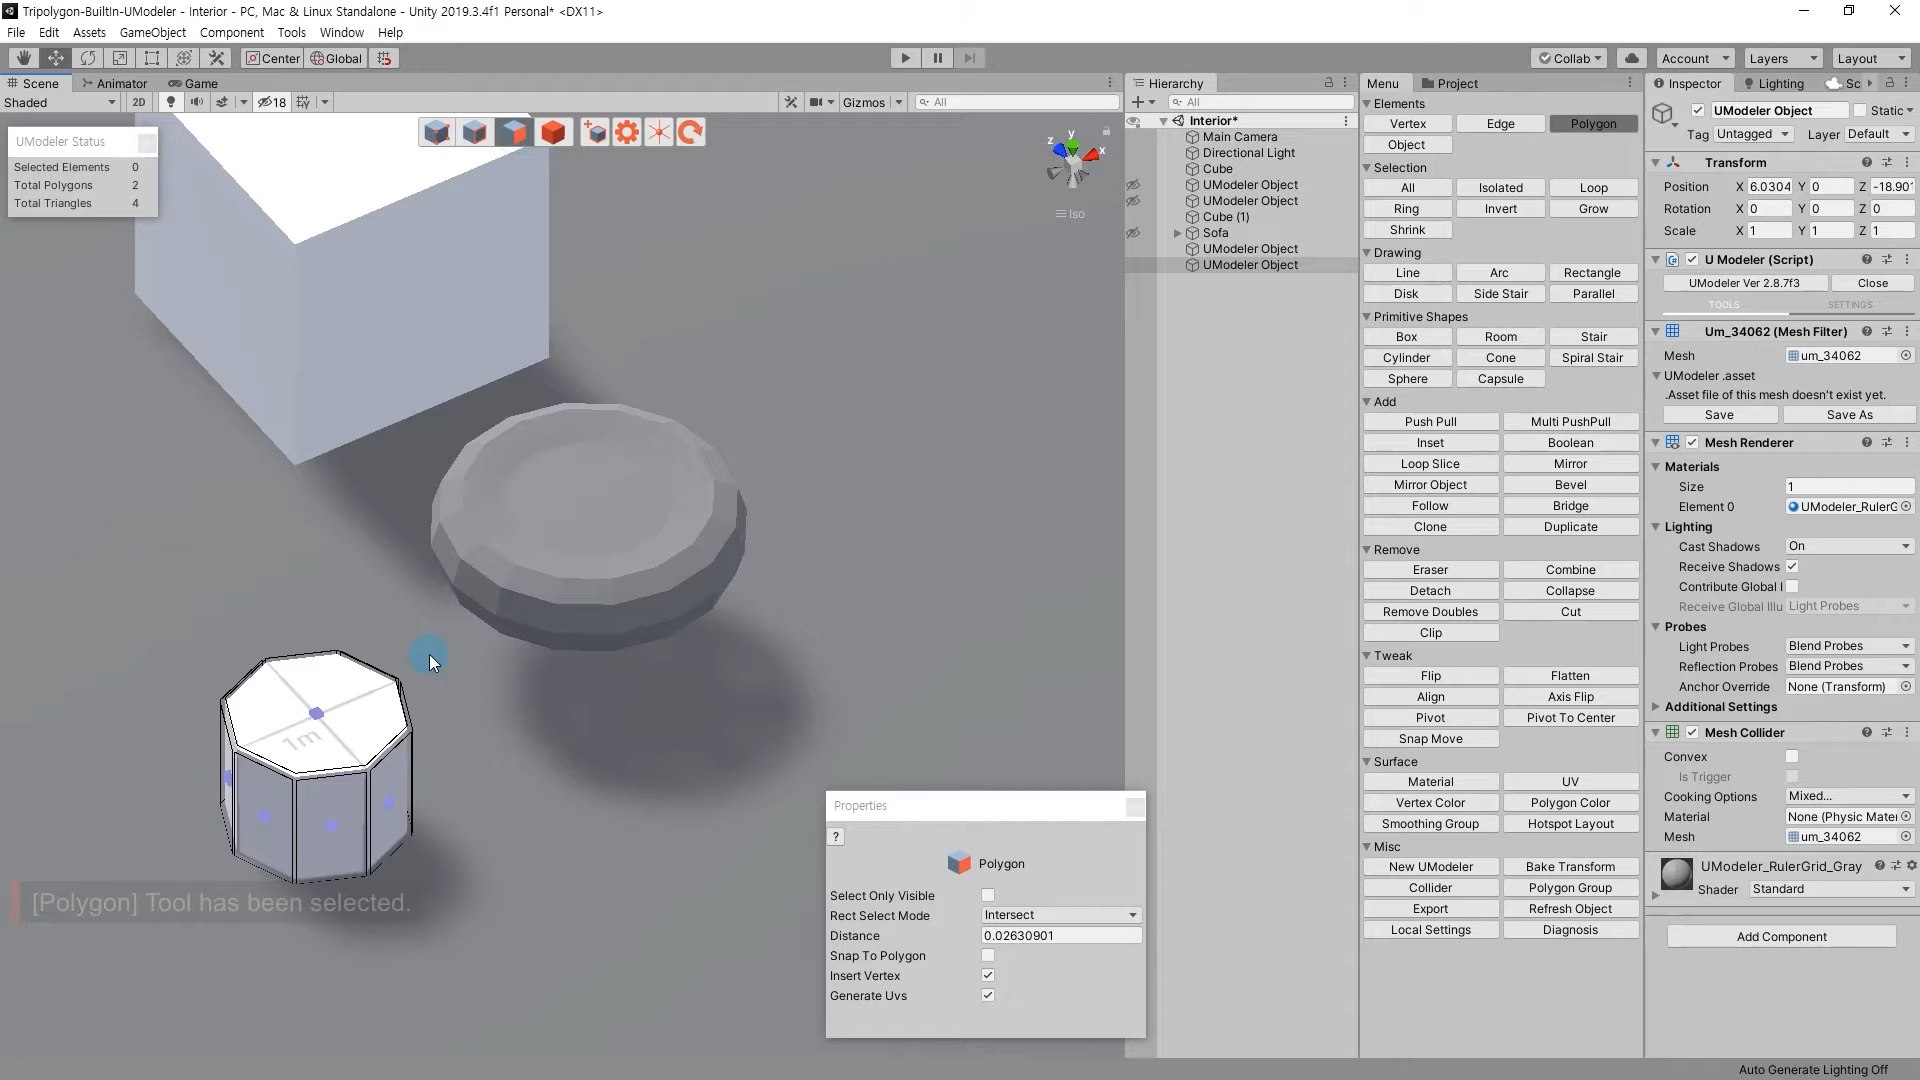 Tripolygon-BuiltIn-UModeler - Interior - PC, Mac & Linux Standalone - Unity 2019.3.4f1 Personal* <DX11>
File Edit Assets GameObject Component Tools Window Help
Center Global Collab Account Layers Layout
Scene Animator Game
Shaded 2D 18 Gizmos All
UModeler Status
Selected Elements 0
Total Polygons 2
Total Triangles 4
y
z x
Iso
1m
[Polygon] Tool has been selected.
Properties
?
Polygon
Select Only Visible
Rect Select Mode Intersect
Distance 0.02630901
Snap To Polygon
Insert Vertex
Generate Uvs
Hierarchy
All
Interior*
Main Camera
Directional Light
Cube
UModeler Object
UModeler Object
Cube (1)
Sofa
UModeler Object
UModeler Object
Menu Project
Elements
Vertex Edge Polygon
Object
Selection
All Isolated Loop
Ring Invert Grow
Shrink
Drawing
Line Arc Rectangle
Disk Side Stair Parallel
Primitive Shapes
Box Room Stair
Cylinder Cone Spiral Stair
Sphere Capsule
Add
Push Pull Multi PushPull
Inset Boolean
Loop Slice Mirror
Mirror Object Bevel
Follow Bridge
Clone Duplicate
Remove
Eraser Combine
Detach Collapse
Remove Doubles Cut
Clip
Tweak
Flip Flatten
Align Axis Flip
Pivot Pivot To Center
Snap Move
Surface
Material UV
Vertex Color Polygon Color
Smoothing Group Hotspot Layout
Misc
New UModeler Bake Transform
Collider Polygon Group
Export Refresh Object
Local Settings Diagnosis
Inspector Lighting Sc
UModeler Object Static
Tag Untagged Layer Default
Transform
Position X 6.0304 Y 0 Z -18.901
Rotation X 0 Y 0 Z 0
Scale X 1 Y 1 Z 1
U Modeler (Script)
UModeler Ver 2.8.7f3 Close
TOOLS SETTINGS
Um_34062 (Mesh Filter)
Mesh um_34062
UModeler .asset
.Asset file of this mesh doesn't exist yet.
Save Save As
Mesh Renderer
Materials
Size 1
Element 0 UModeler_RulerG
Lighting
Cast Shadows On
Receive Shadows
Contribute Global I
Receive Global Illu Light Probes
Probes
Light Probes Blend Probes
Reflection Probes Blend Probes
Anchor Override None (Transform)
Additional Settings
Mesh Collider
Convex
Is Trigger
Cooking Options Mixed...
Material None (Physic Mater
Mesh um_34062
UModeler_RulerGrid_Gray
Shader Standard
Add Component
Auto Generate Lighting Off